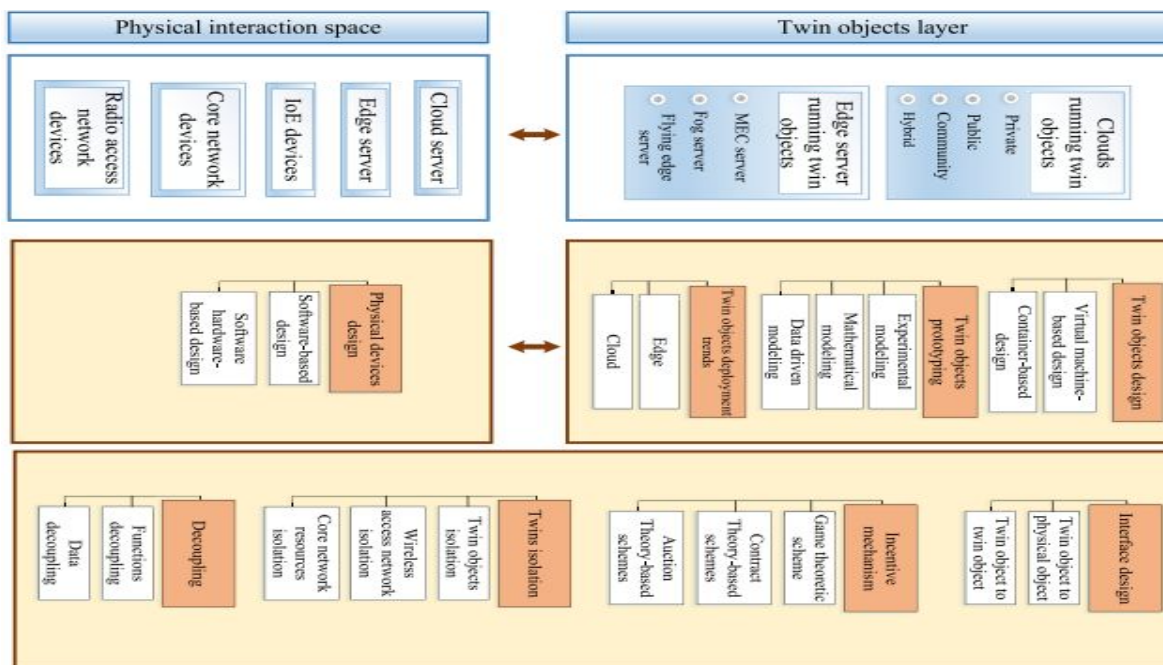 Physical interaction space
Twin objects layer
Cloud server
Edge server
IoE devices
Core network
devices
Radio access
network
devices
Clouds
running twin
objects
Private
Public
Community
Hybrid
Edge server
running twin
objects
MEC server
Fog server
Flying edge
server
Physical devices
design
Software-based
design
Software
hardware-
based design
Twin objects design
Virtual machine-
based design
Container-based
design
Twin objects
prototyping
Experimental
modeling
Mathematical
modeling
Data driven
modeling
Twin objects deployment
trends
Edge
Cloud
Interface design
Twin object to
physical object
Twin object to
twin object
Incentive
mechanism
Game theoretic
scheme
Contract
Theory-based
schemes
Auction
Theory-based
schemes
Twins isolation
Twin objects
isolation
Wireless
access network
isolation
Core network
resources
isolation
Decoupling
Functions
decoupling
Data
decoupling